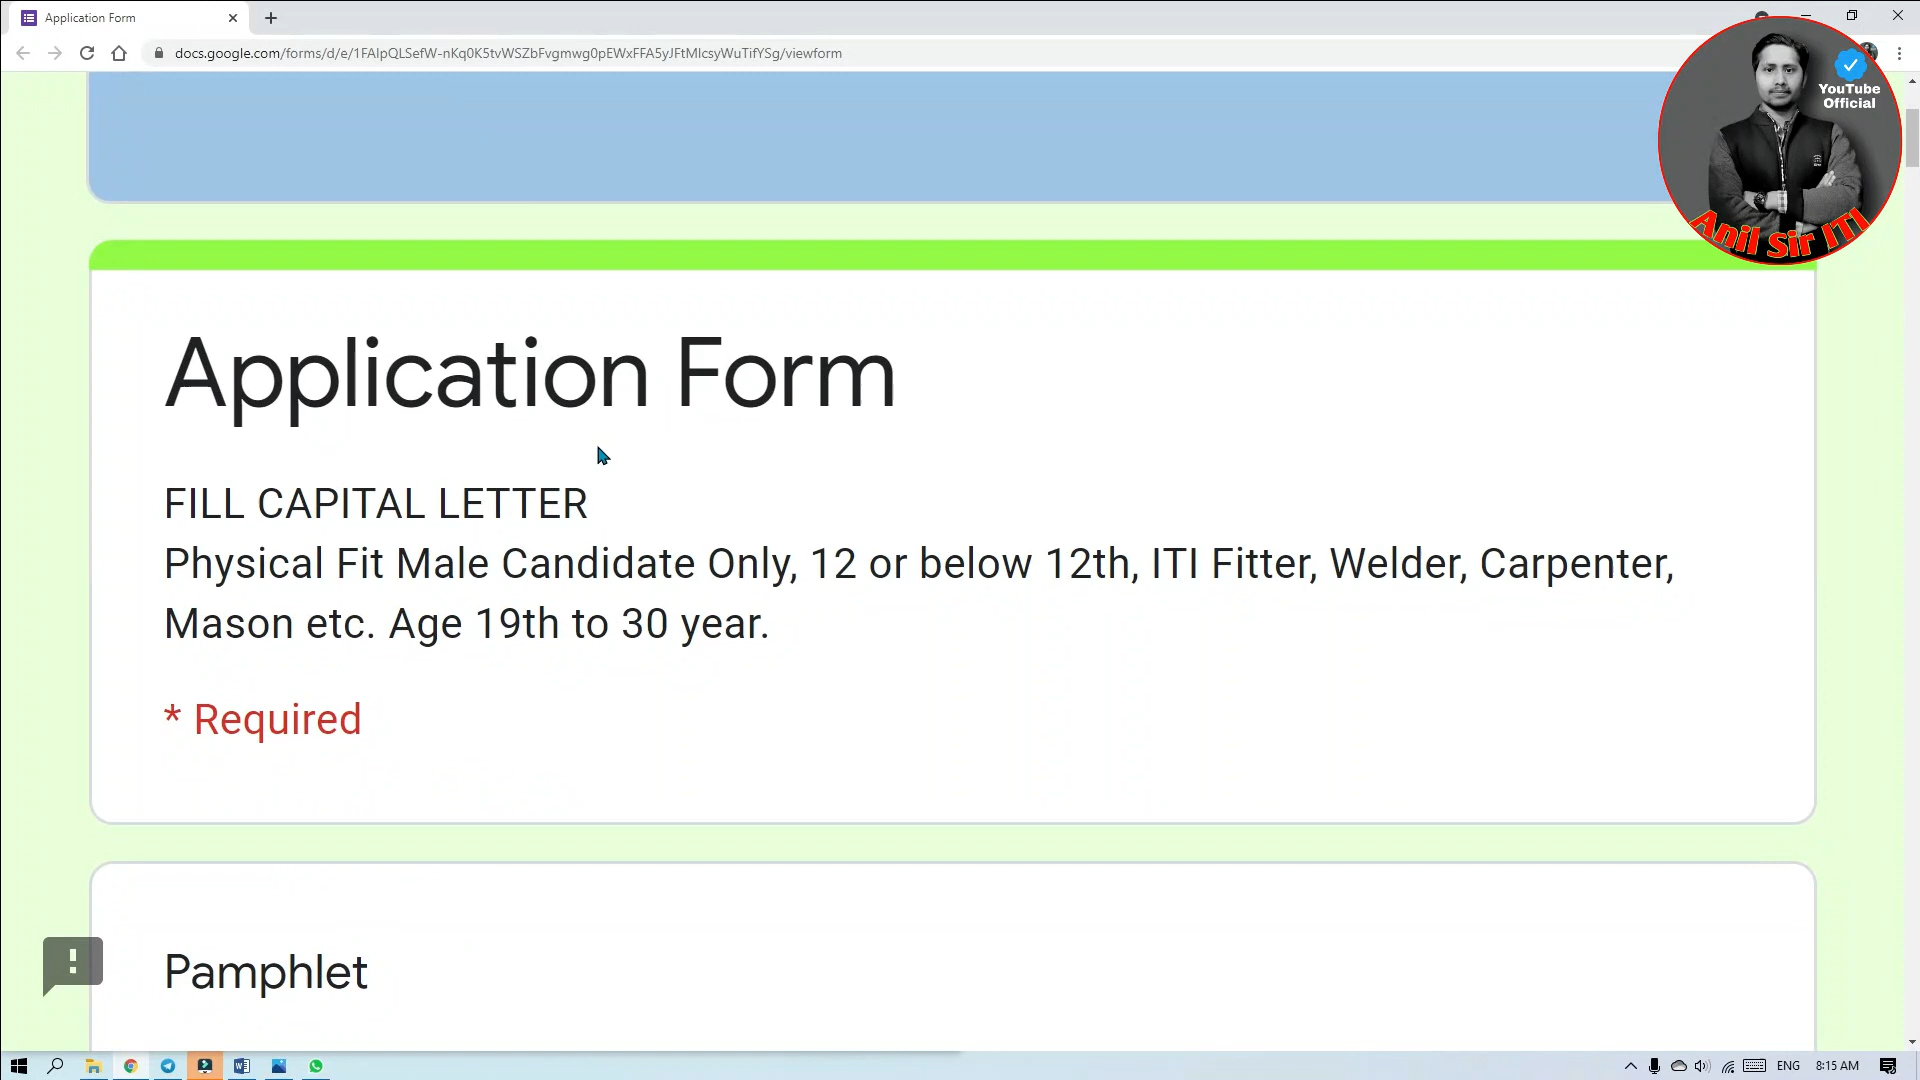 Application Form
docs.google.com/forms/d/e/1FAIpQLSefW-nKq0K5tvWSZbFvgmwg0pEWxFFA5yJFtMlcsyWuTifYSg/viewform
YouTube
Official
Anil Sir ITI
Application Form
FILL CAPITAL LETTER
Physical Fit Male Candidate Only, 12 or below 12th, ITI Fitter, Welder, Carpenter,
Mason etc. Age 19th to 30 year.
* Required
Pamphlet
ENG 8:15 AM